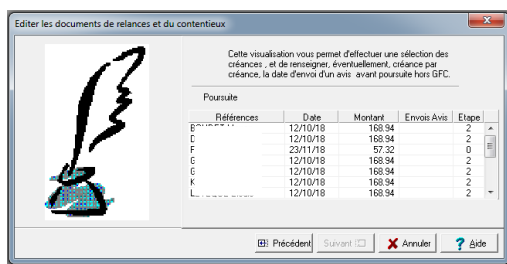 Editer les documents de relances et du contentieux
Cette visualisation vous permet d'effectuer une sélection des
créances , et de renseigner, éventuellement, créance par
créance, la date d'envoi d'un avis avant poursuite hors GFC.
Poursuite
Références Date Montant Envois Avis Etape
12/10/18 168.94 2
D 12/10/18 168.94 2
F 23/11/18 57.32 0
G 12/10/18 168.94 2
G 12/10/18 168.94 2
K 12/10/18 168.94 2
L 12/10/18 168.94 2
Précédent Suivant Annuler ? Aide